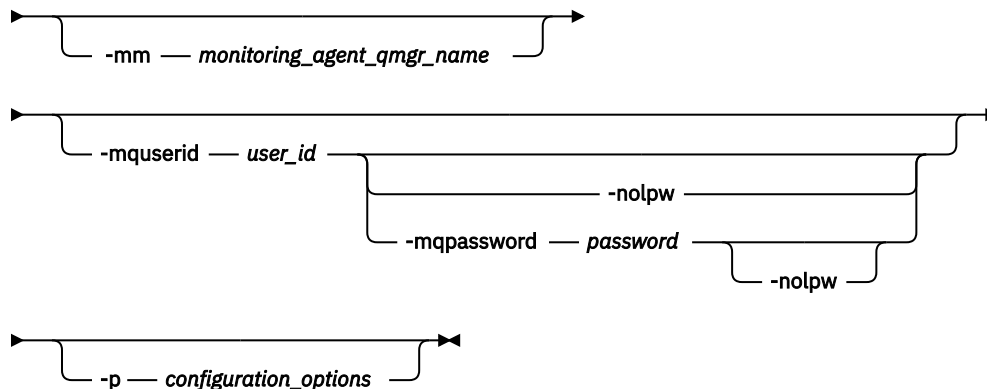 -mm monitoring_agent_qmgr_name
-mquserid user_id
-nolpw
-mqpassword password
-nolpw
-p configuration_options